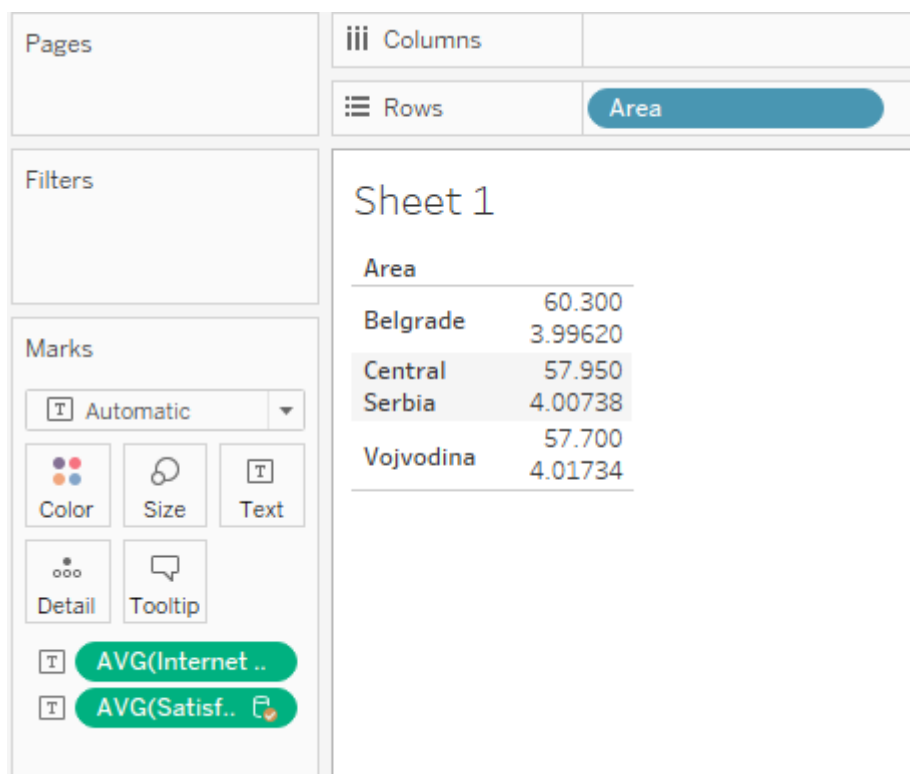 Pages
Columns
Rows
Area
Filters
Sheet 1
Area
Belgrade
60.300
3.99620
Central
Serbia
57.950
4.00738
Vojvodina
57.700
4.01734
Marks
T Automatic
T
Color
Size
Text
Detail
Tooltip
T AVG(Internet ..
T AVG(Satisf..